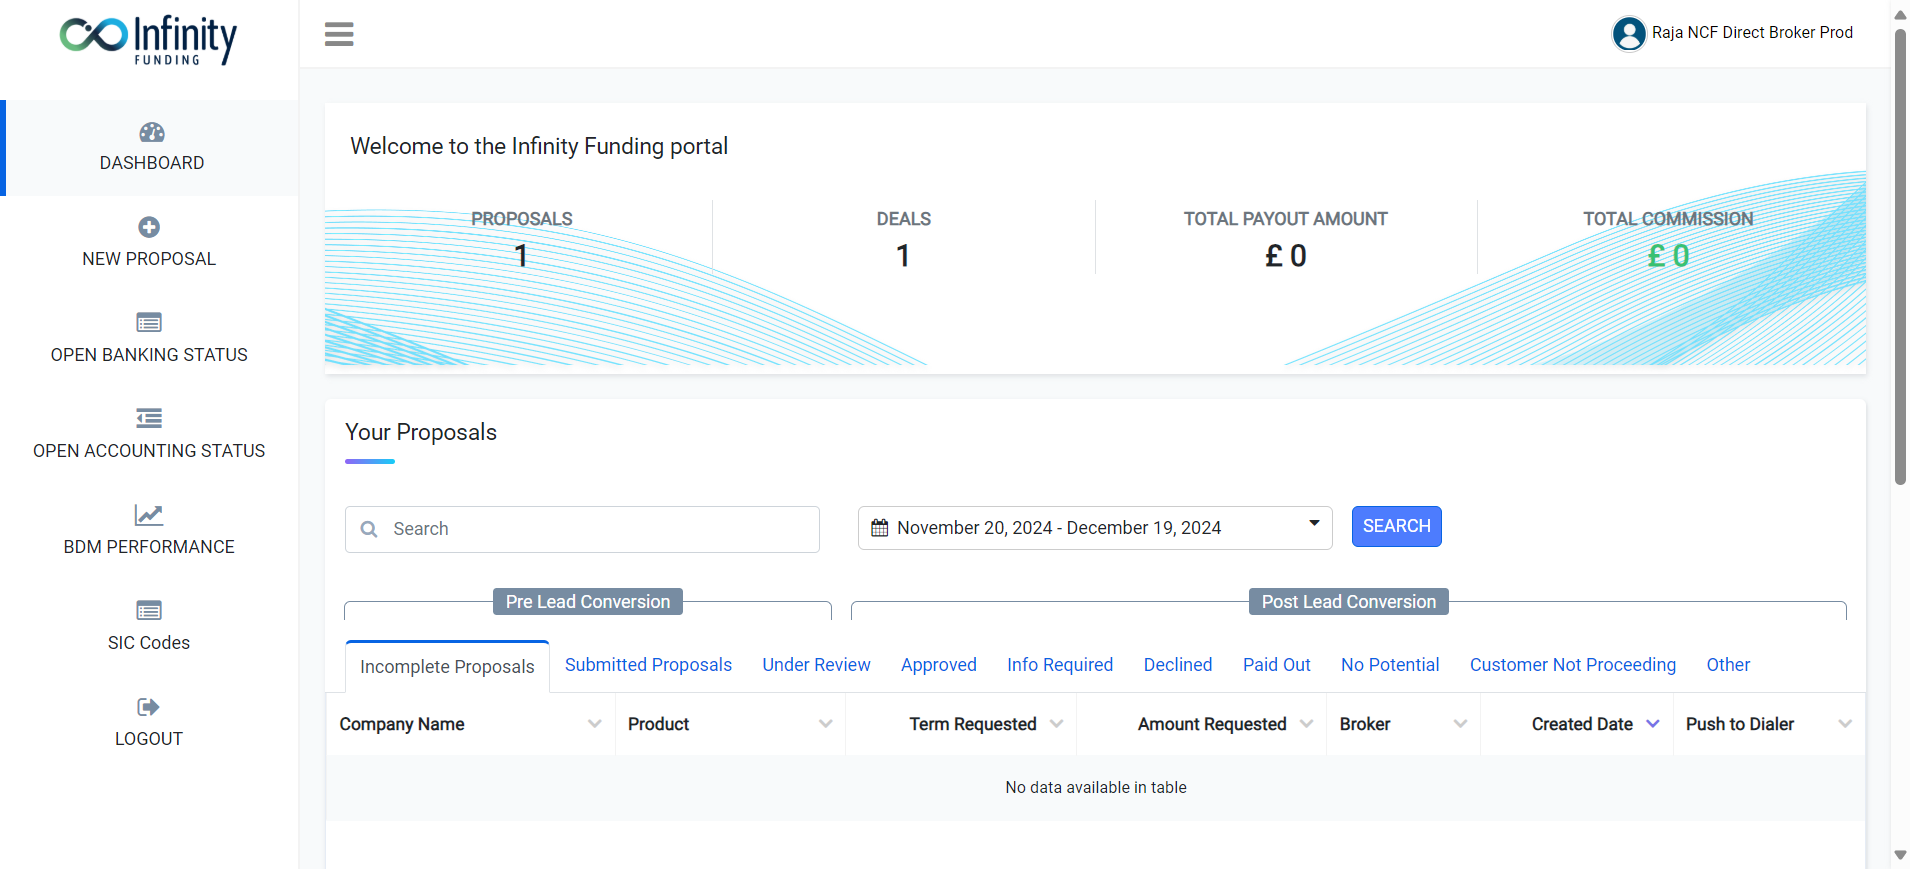 Infinity
FUNDING
Raja NCF Direct Broker Prod
DASHBOARD
NEW PROPOSAL
OPEN BANKING STATUS
OPEN ACCOUNTING STATUS
BDM PERFORMANCE
SIC Codes
LOGOUT
Welcome to the Infinity Funding portal
PROPOSALS DEALS TOTAL PAYOUT AMOUNT TOTAL COMMISSION
1 1 £ 0 £ 0
Your Proposals
Search November 20, 2024 - December 19, 2024 SEARCH
Pre Lead Conversion Post Lead Conversion
Incomplete Proposals Submitted Proposals Under Review Approved Info Required Declined Paid Out No Potential Customer Not Proceeding Other
Company Name Product Term Requested Amount Requested Broker Created Date Push to Dialer
No data available in table